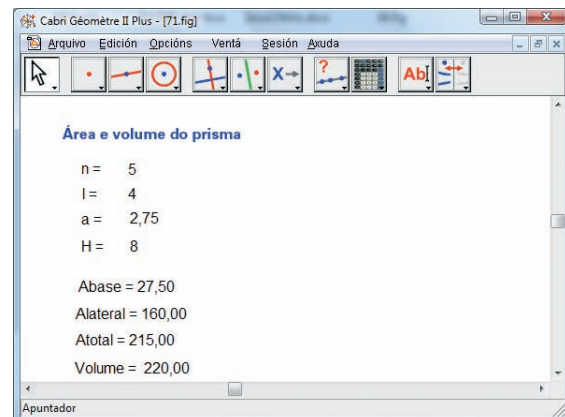 Cabri Géomètre II Plus - [71.fig]
Arquivo Edición Opcións Ventá Sesión Axuda
? Ab
Área e volume do prisma
n = 5
l = 4
a = 2,75
H = 8
Abase = 27,50
Alateral = 160,00
Atotal = 215,00
Volume = 220,00
Apuntador